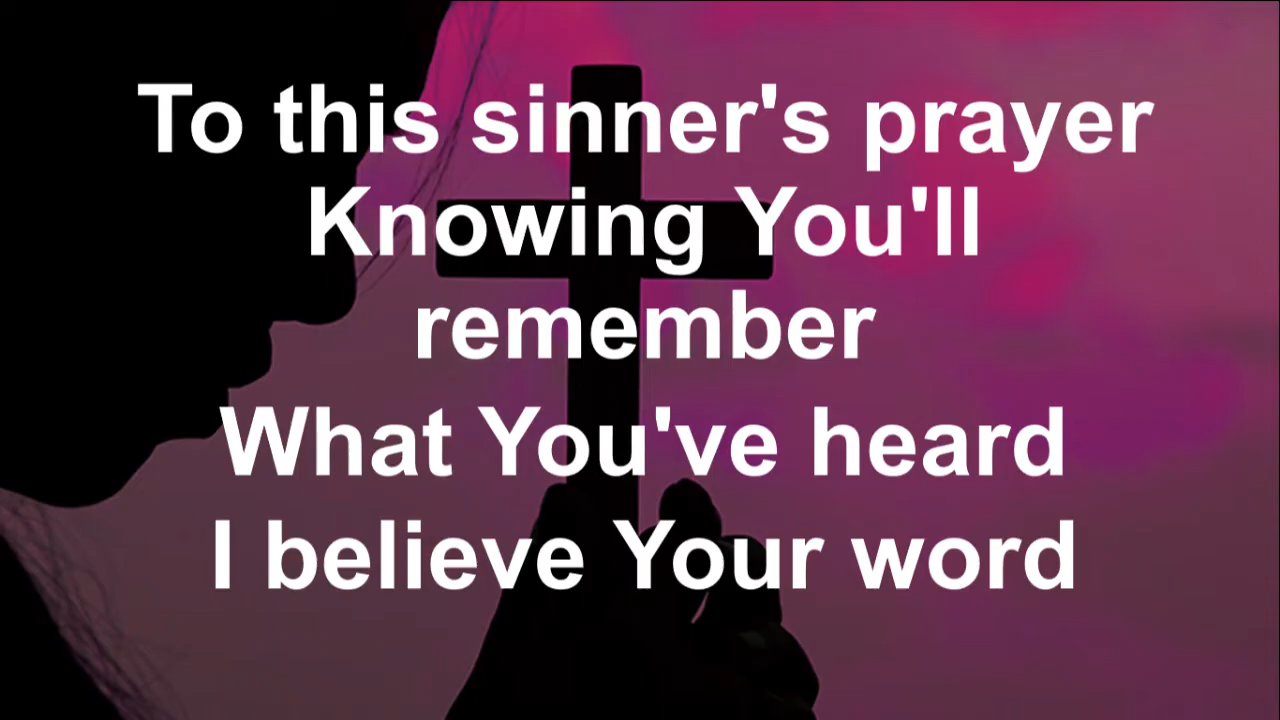 To this sinner's prayer
Knowing You'll
remember
What You've heard
I believe Your word